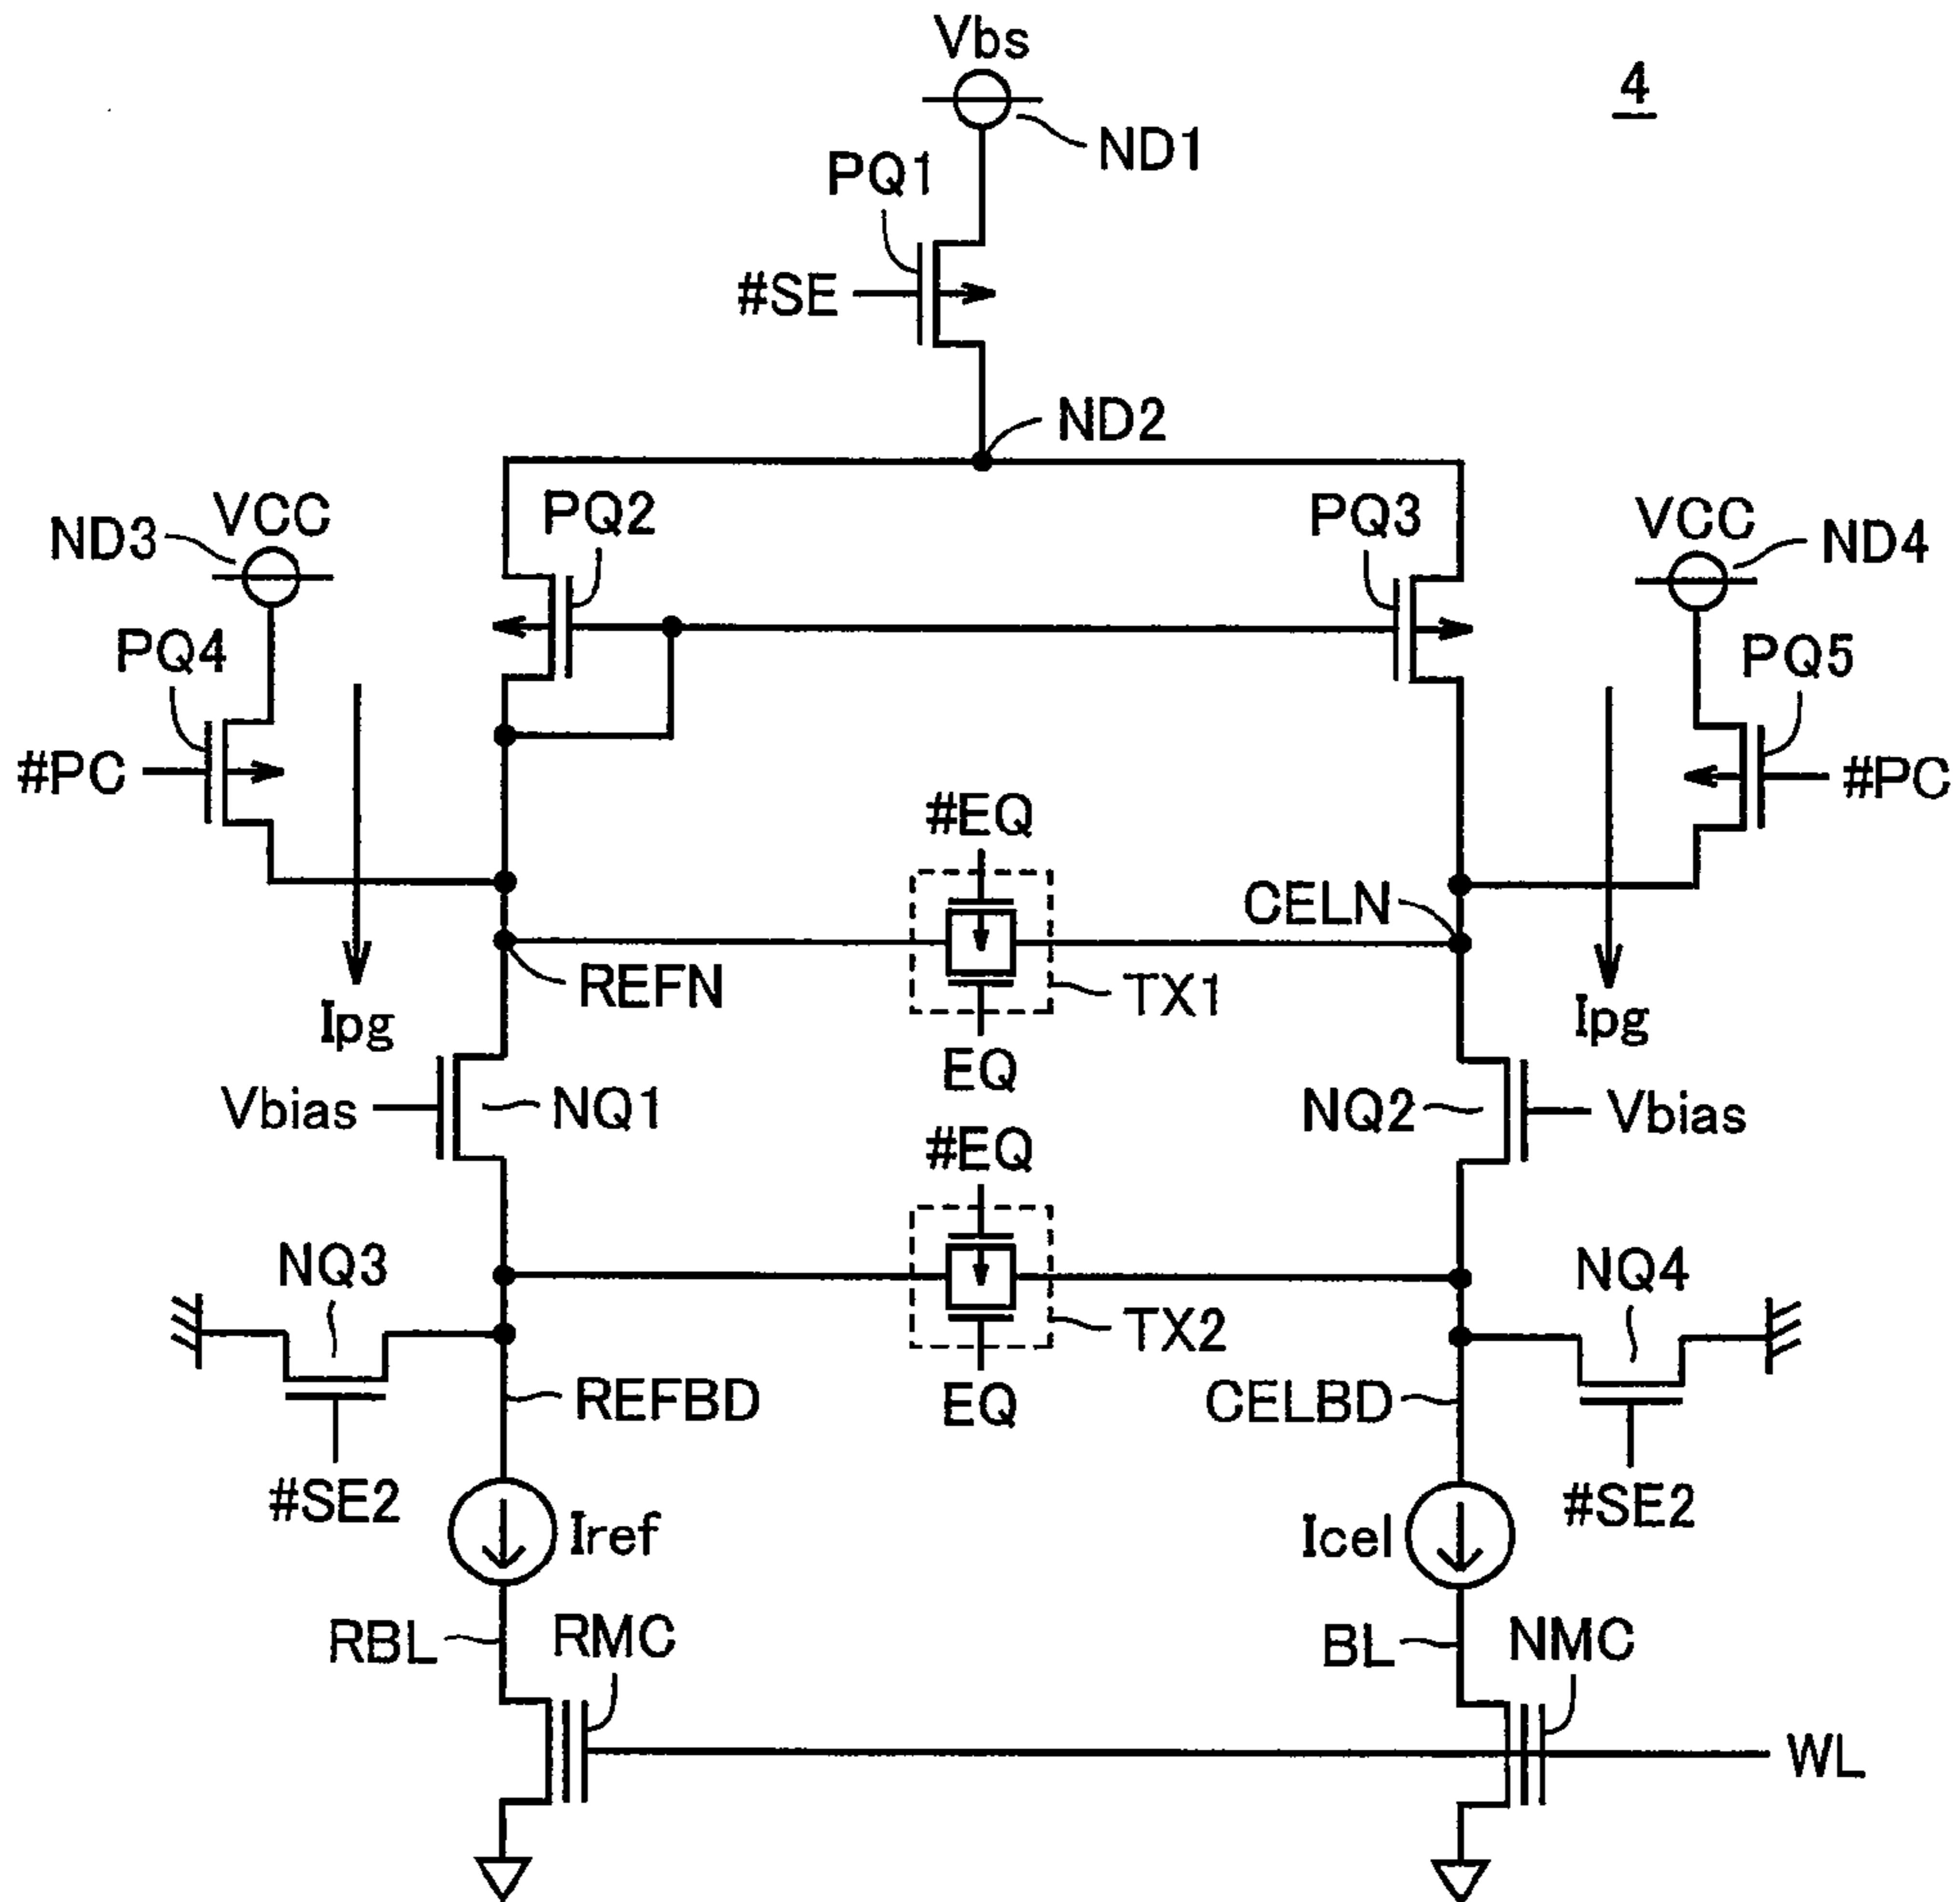 Vbs
4
ND1
PQ1
#SE
ND2
VCC
PQ2
PQ3
VCC
ND3
ND4
PQ4
PQ5
#PC
#PC
#EQ
CELN
REFN
TX1
Ipg
Ipg
EQ
Vbias
NQ1
NQ2
Vbias
#EQ
NQ3
NQ4
TX2
REFBD
EQ
CELBD
#SE2
#SE2
Iref
Icel
RBL
RMC
BL
NMC
WL